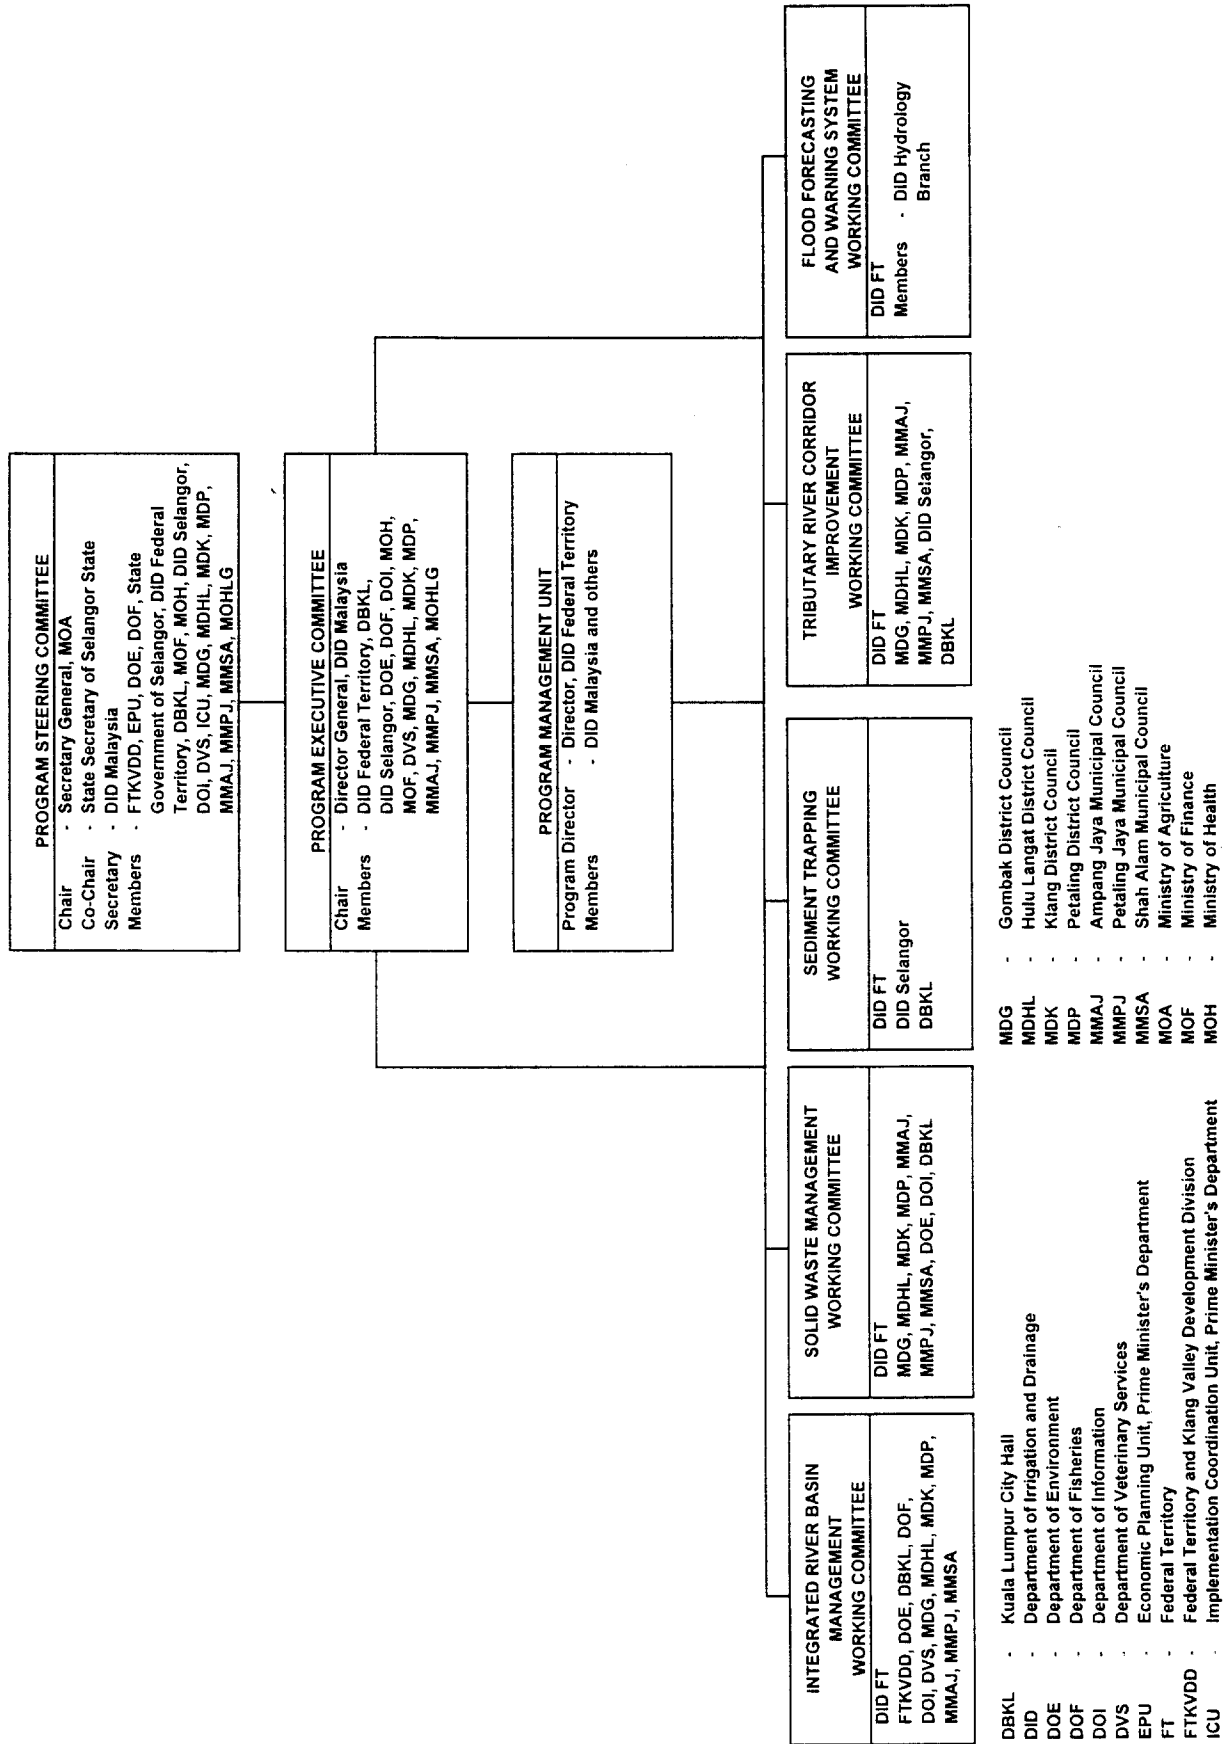 PROGRAM STEERING COMMITTEE
Chair - Secretary General, MOA
Co-Chair - State Secretary of Selangor State
Secretary - DID Malaysia
Members - FTKVDD, EPU, DOE, DOF, State
Government of Selangor, DID Federal
Territory, DBKL, MOF, MOH, DID Selangor,
DOI, DVS, ICU, MDG, MDHL, MDK, MDP,
MMAJ, MMPJ, MMSA, MOHLG
PROGRAM EXECUTIVE COMMITTEE
Chair - Director General, DID Malaysia
Members - DID Federal Territory, DBKL,
DID Selangor, DOE, DOF, DOI, MOH,
MOF, DVS, MDG, MDHL, MDK, MDP,
MMAJ, MMPJ, MMSA, MOHLG
PROGRAM MANAGEMENT UNIT
Program Director - Director, DID Federal Territory
Members - DID Malaysia and others
INTEGRATED RIVER BASIN
MANAGEMENT
WORKING COMMITTEE
DID FT
FTKVDD, DOE, DBKL, DOF,
DOI, DVS, MDG, MDHL, MDK, MDP,
MMAJ, MMPJ, MMSA
SOLID WASTE MANAGEMENT
WORKING COMMITTEE
DID FT
MDG, MDHL, MDK, MDP, MMAJ,
MMPJ, MMSA, DOE, DOI, DBKL
SEDIMENT TRAPPING
WORKING COMMITTEE
DID FT
DID Selangor
DBKL
TRIBUTARY RIVER CORRIDOR
IMPROVEMENT
WORKING COMMITTEE
DID FT
MDG, MDHL, MDK, MDP, MMAJ,
MMPJ, MMSA, DID Selangor,
DBKL
FLOOD FORECASTING
AND WARNING SYSTEM
WORKING COMMITTEE
DID FT
Members - DID Hydrology
Branch
DBKL - Kuala Lumpur City Hall
DID - Department of Irrigation and Drainage
DOE - Department of Environment
DOF - Department of Fisheries
DOI - Department of Information
DVS - Department of Veterinary Services
EPU - Economic Planning Unit, Prime Minister's Department
FT - Federal Territory
FTKVDD - Federal Territory and Klang Valley Development Division
ICU - Implementation Coordination Unit, Prime Minister's Department
MDG - Gombak District Council
MDHL - Hulu Langat District Council
MDK - Klang District Council
MDP - Petaling District Council
MMAJ - Ampang Jaya Municipal Council
MMPJ - Petaling Jaya Municipal Council
MMSA - Shah Alam Municipal Council
MOA - Ministry of Agriculture
MOF - Ministry of Finance
MOH - Ministry of Health